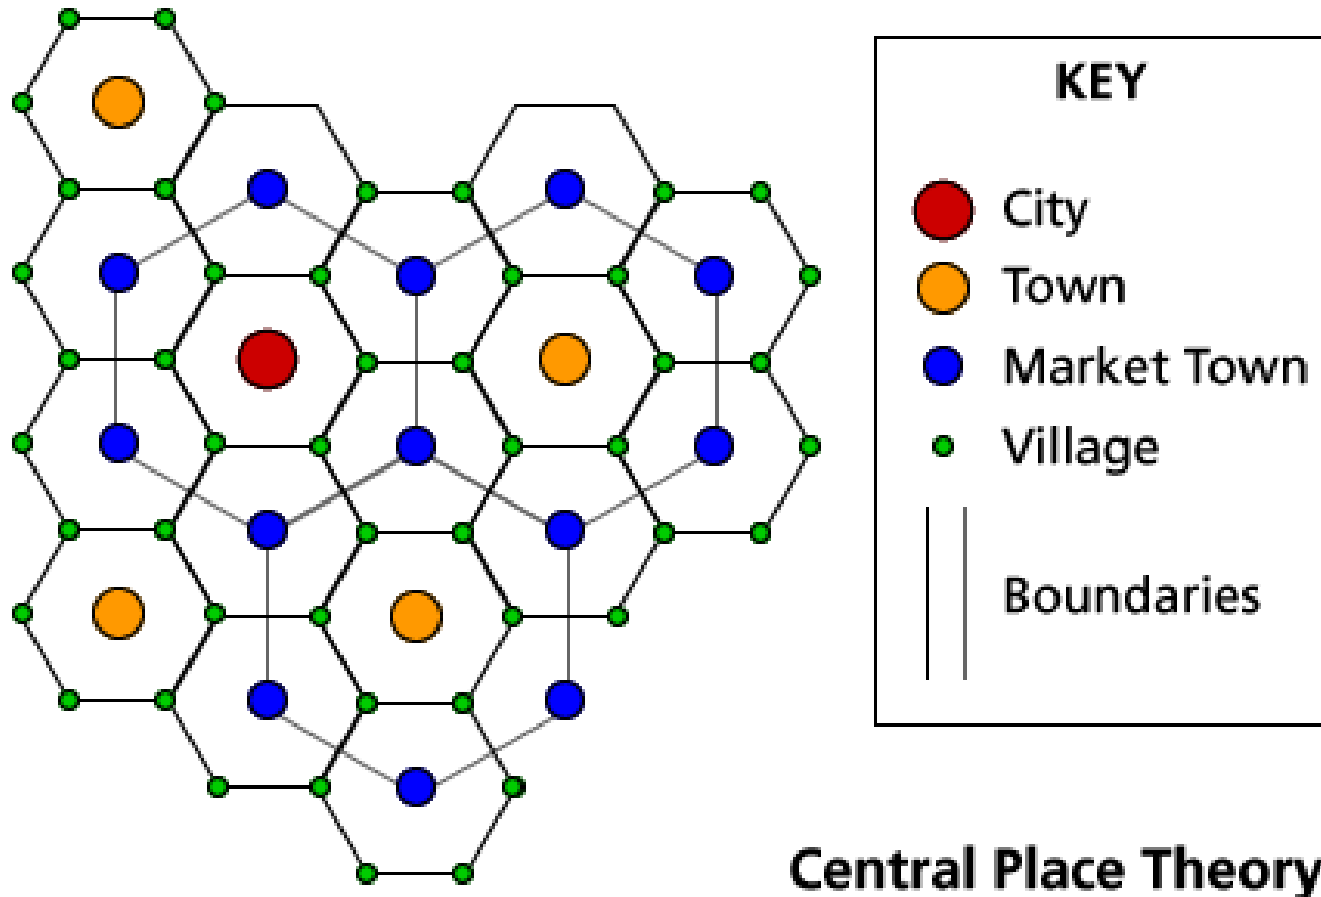 KEY
City
Town
Market Town
Village
Boundaries
Central Place Theory